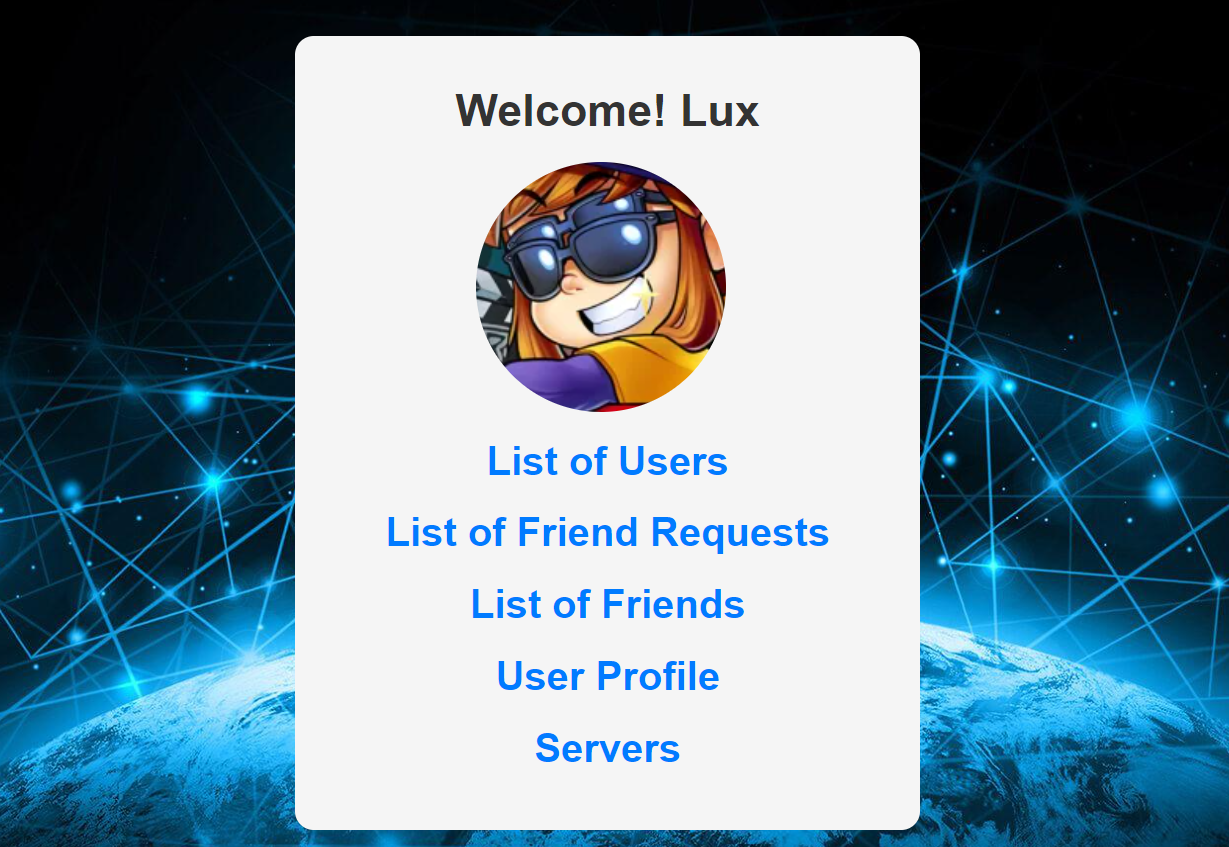 Welcome! Lux
List of Users
List of Friend Requests
List of Friends
User Profile
Servers